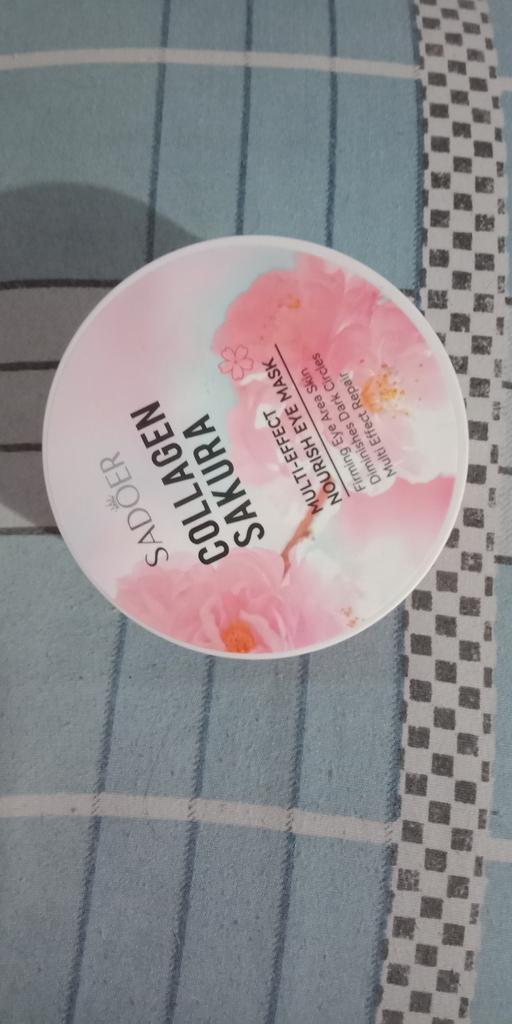 SADOER
COLLAGEN
SAKURA
MULTI-EFFECT
NOURISH EYE MASK
Firming Eye Area Skin
Diminishes Dark Circles
Multi Effect Repair